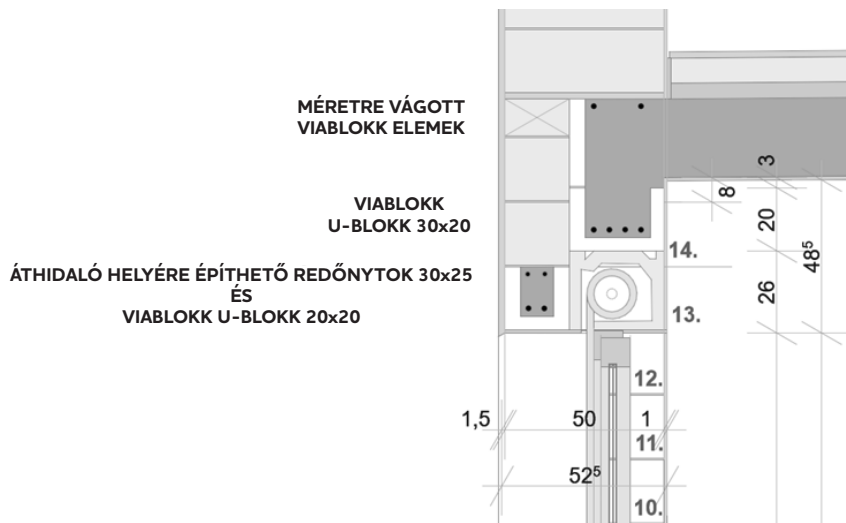 MÉRETRE VÁGOTT
VIABLOKK ELEMEK
VIABLOKK
U-BLOKK 30x20
ÁTHIDALÓ HELYÉRE ÉPÍTHETŐ REDŐNYTOK 30x25
ÉS
VIABLOKK U-BLOKK 20x20
3
8
20
48⁵
26
14.
13.
12.
1,5
50
1
11.
52⁵
10.